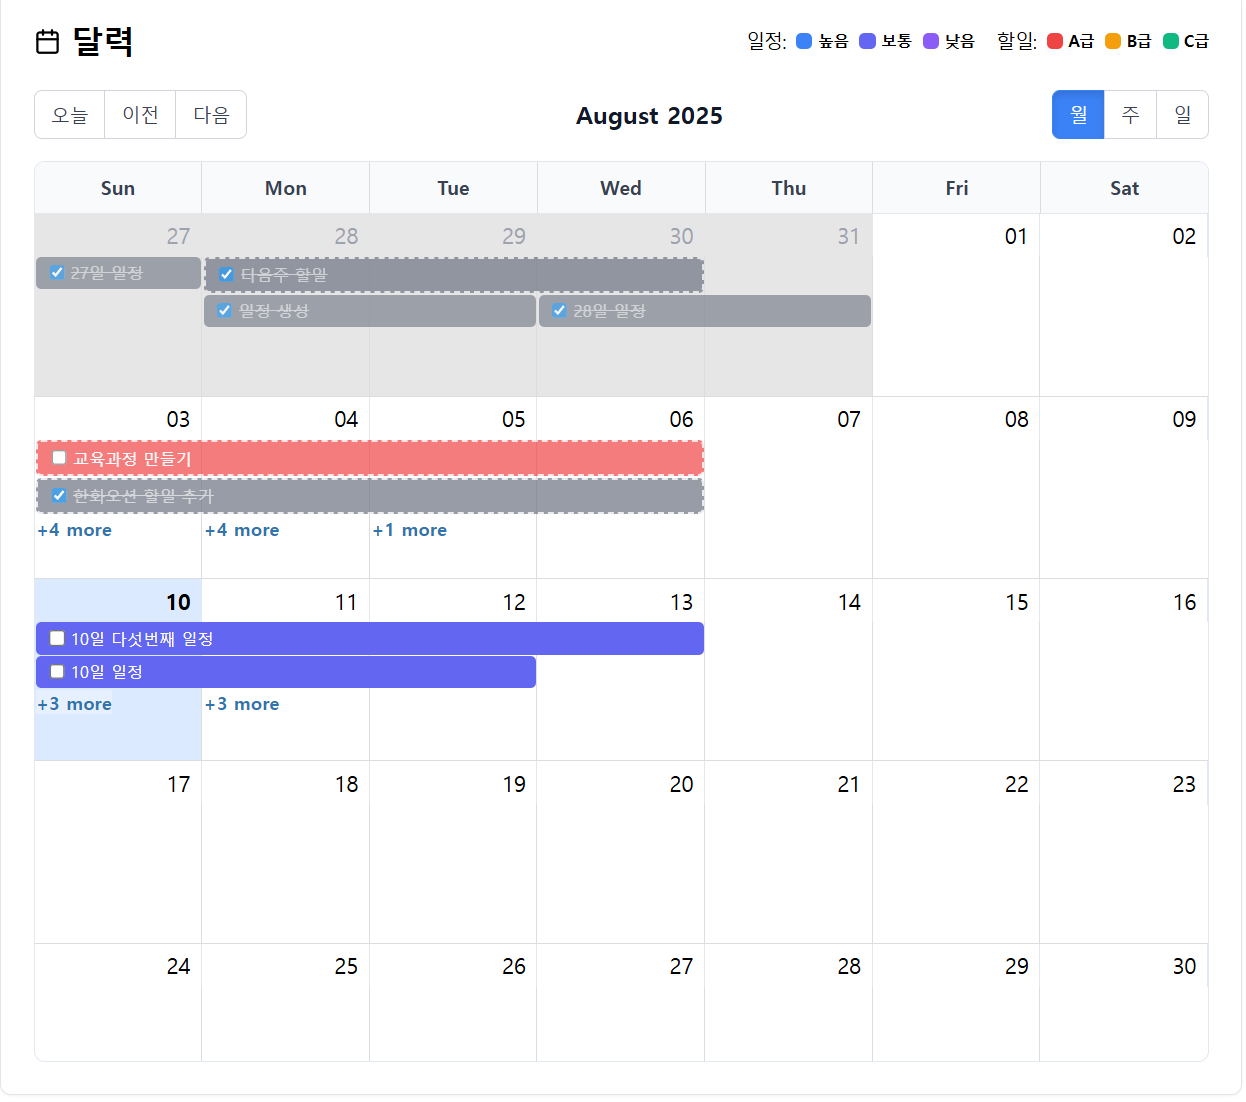 달력
일정: 높음 보통 낮음 할일: A급 B급 C급
오늘 이전 다음
August 2025
월 주 일
Sun Mon Tue Wed Thu Fri Sat
27 28 29 30 31 01 02
27일 일정 다음주 할일
일정 생성 28일 일정
03 04 05 06 07 08 09
교육과정 만들기
한화오션 할일 추가
+4 more +4 more +1 more
10 11 12 13 14 15 16
10일 다섯번째 일정
10일 일정
+3 more +3 more
17 18 19 20 21 22 23
24 25 26 27 28 29 30